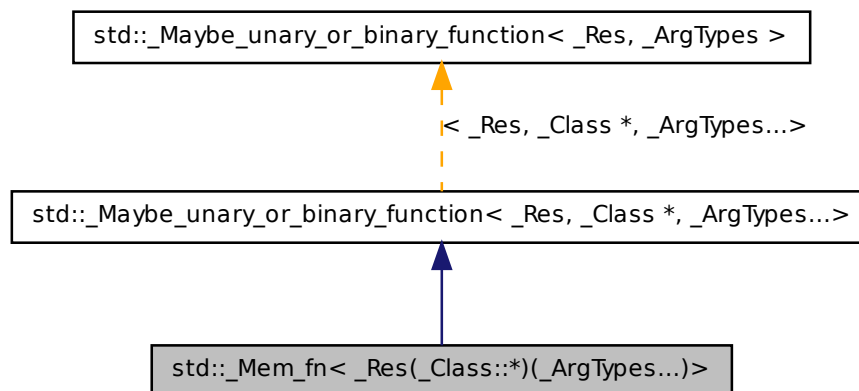 std::_Maybe_unary_or_binary_function< _Res, _ArgTypes >
< _Res, _Class *, _ArgTypes...>
std::_Maybe_unary_or_binary_function< _Res, _Class *, _ArgTypes...>
std::_Mem_fn< _Res(_Class::*)(_ArgTypes...)>